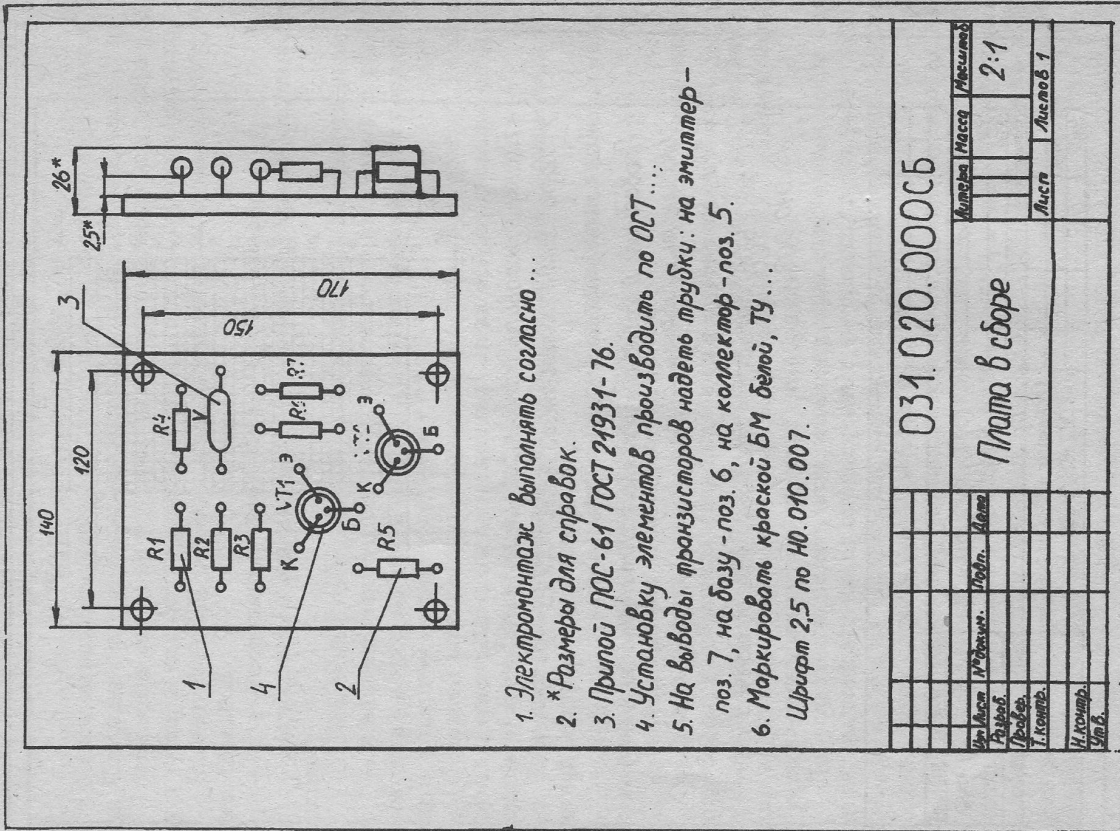 26*
2,5*
140
120
170
150
3
R4
V
R7
VT1
К
Э
Б
К
Э
Б
R1
R2
R3
R5
1
4
2
1. Электромонтаж выполнять согласно ...
2. *Размеры для справок.
3. Припой ПОС-61 ГОСТ 21931-76.
4. Установку элементов производить по ОСТ...;
5. На выводы транзисторов надеть трубки: на эмиттер-
поз. 7, на базу - поз. 6, на коллектор - поз. 5.
6. Маркировать краской БМ белой, ТУ ...
Шрифт 2,5 по Н0.010.007.
031.020.000СБ
Плата в сборе
Литера Масса Масштаб
2:1
Лист Листов 1
Изм Лист № докум. Подп. Дата
Разраб.
Провер.
Т.контр.
Н.контр.
Утв.